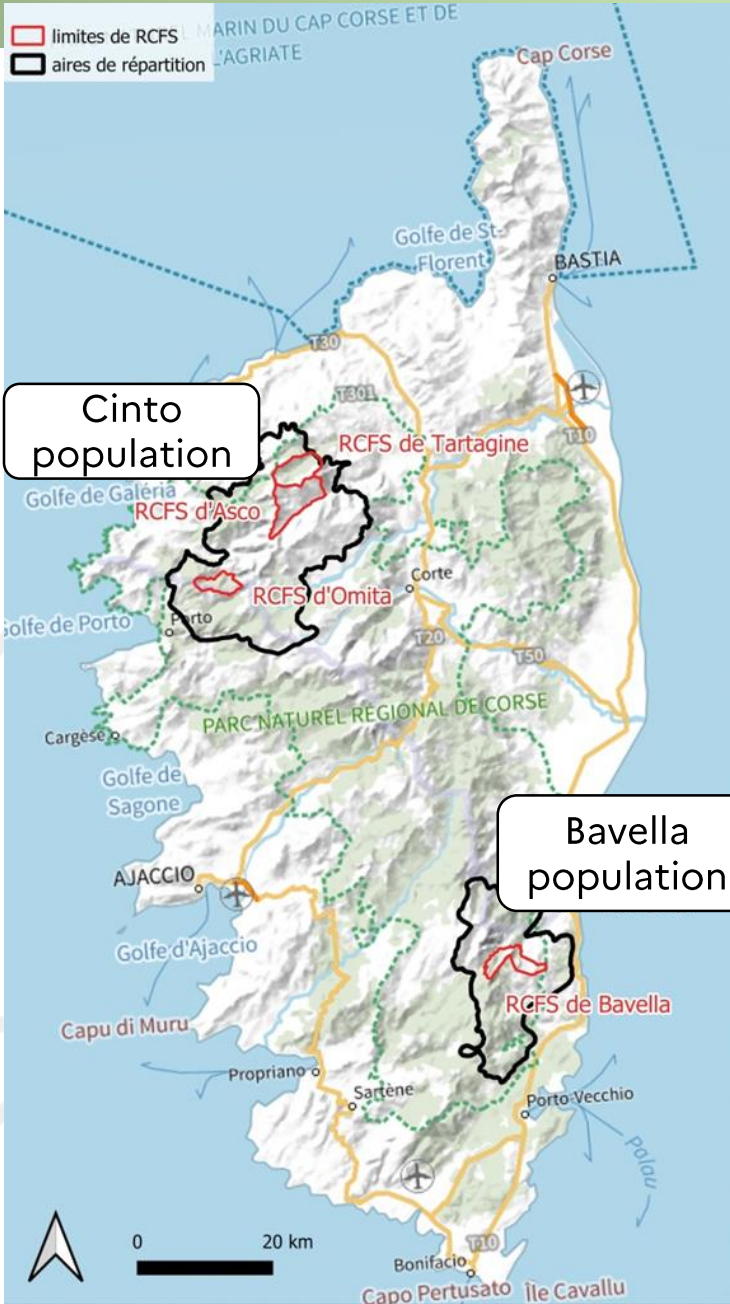 limites de RCFS
aires de répartition
MARIN DU CAP CORSE ET DE
L'AGRIATE
Cap Corse
Golfe de St-
Florent
BASTIA
T30
T301
Cinto
population
T10
RCFS de Tartagine
Golfe de Galéria
RCFS d'Asco
Corte
RCFS d'Omita
Golfe de Porto
Porto
T20
T50
PARC NATUREL RÉGIONAL DE CORSE
Cargèse
Golfe de
Sagone
Bavella
population
AJACCIO
Golfe d'Ajaccio
RCFS de Bavella
Capu di Muru
Propriano
Sartène
Porto-Vecchio
Polau
0 20 km
T10
Bonifacio
Capo Pertusato
Île Cavallu